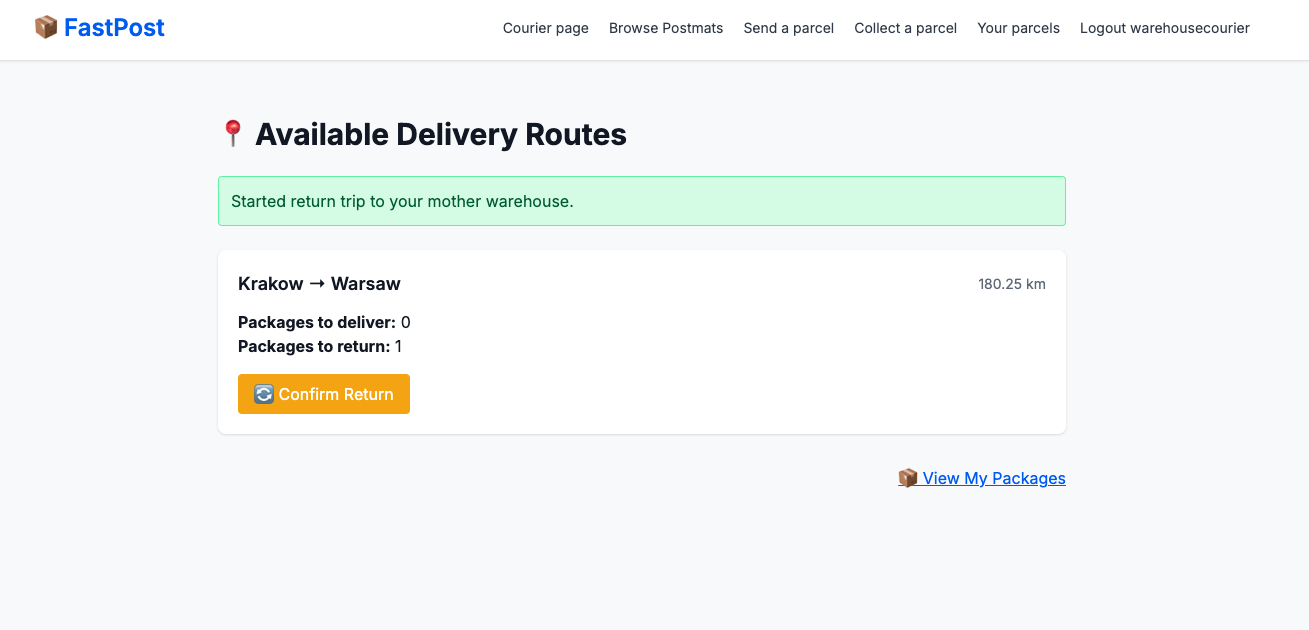 FastPost
Courier page Browse Postmats Send a parcel Collect a parcel Your parcels Logout warehousecourier
Available Delivery Routes
Started return trip to your mother warehouse.
Krakow → Warsaw
180.25 km
Packages to deliver: 0
Packages to return: 1
Confirm Return
View My Packages